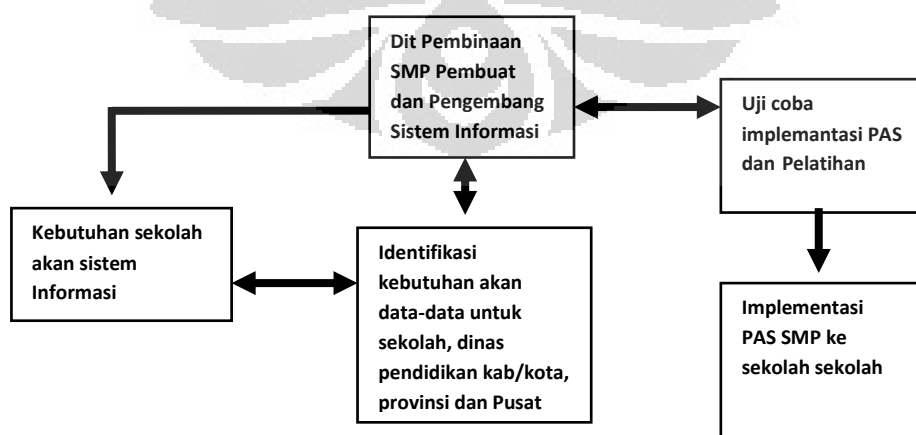 Dit Pembinaan
SMP Pembuat
dan Pengembang
Sistem Informasi
Uji coba
implemantasi PAS
dan Pelatihan
Kebutuhan sekolah
akan sistem
Informasi
Identifikasi
kebutuhan akan
data-data untuk
sekolah, dinas
pendidikan kab/kota,
provinsi dan Pusat
Implementasi
PAS SMP ke
sekolah sekolah